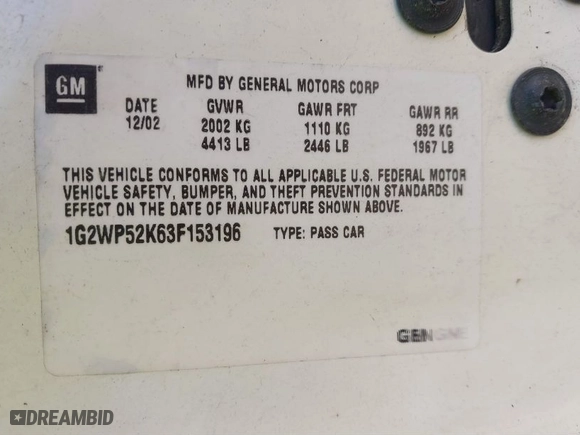 GM
MFD BY GENERAL MOTORS CORP
DATE GVWR GAWR FRT GAWR RR
12/02 2002 KG 1110 KG 892 KG
4413 LB 2446 LB 1967 LB
THIS VEHICLE CONFORMS TO ALL APPLICABLE U.S. FEDERAL MOTOR
VEHICLE SAFETY, BUMPER, AND THEFT PREVENTION STANDARDS IN
EFFECT ON THE DATE OF MANUFACTURE SHOWN ABOVE.
1G2WP52K63F153196 TYPE: PASS CAR
DREAMBID